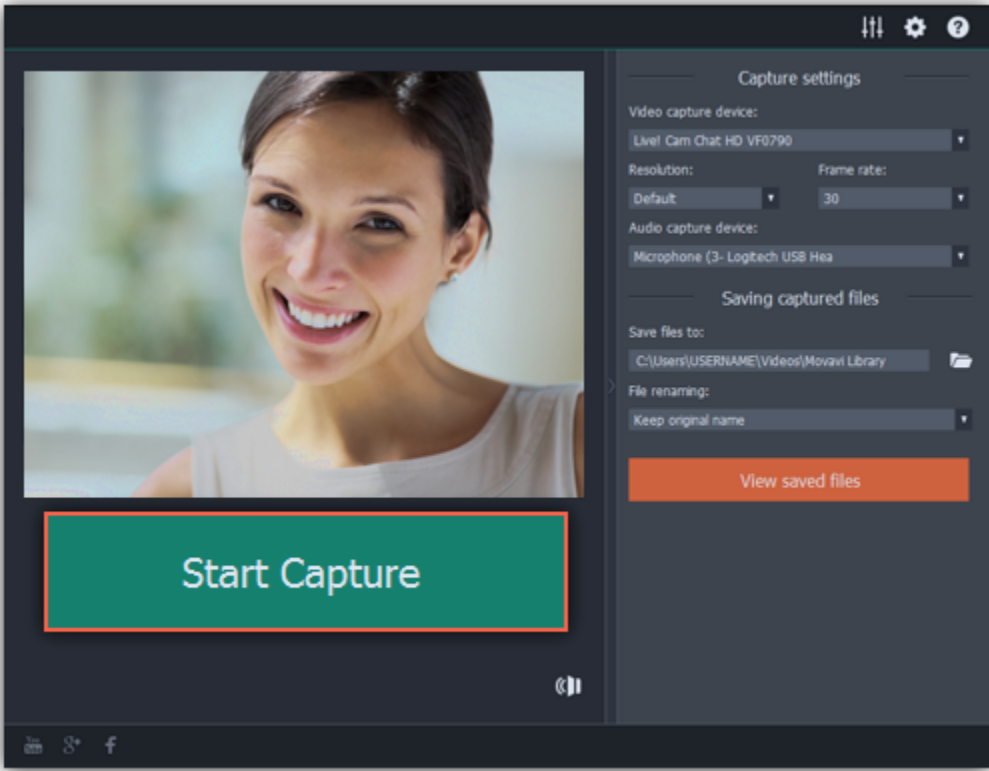 Capture settings
Video capture device:
Live! Cam Chat HD VF0790
Resolution: Frame rate:
Default 30
Audio capture device:
Microphone (3- Logitech USB Hea
Saving captured files
Save files to:
C:\Users\USERNAME\Videos\Movavi Library
File renaming:
Keep original name
View saved files
Start Capture